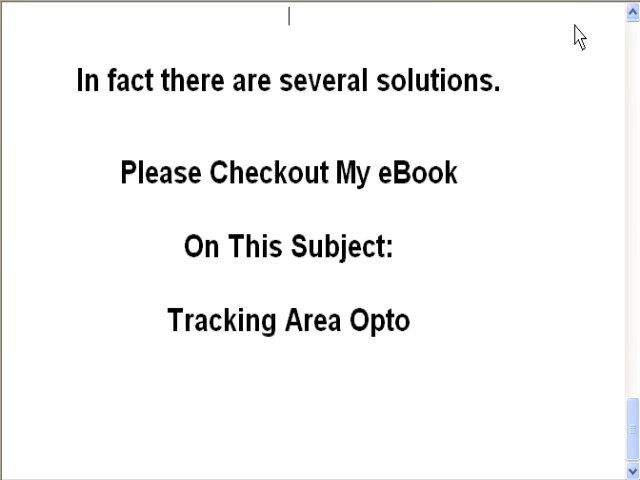 In fact there are several solutions.
Please Checkout My eBook
On This Subject:
Tracking Area Opto